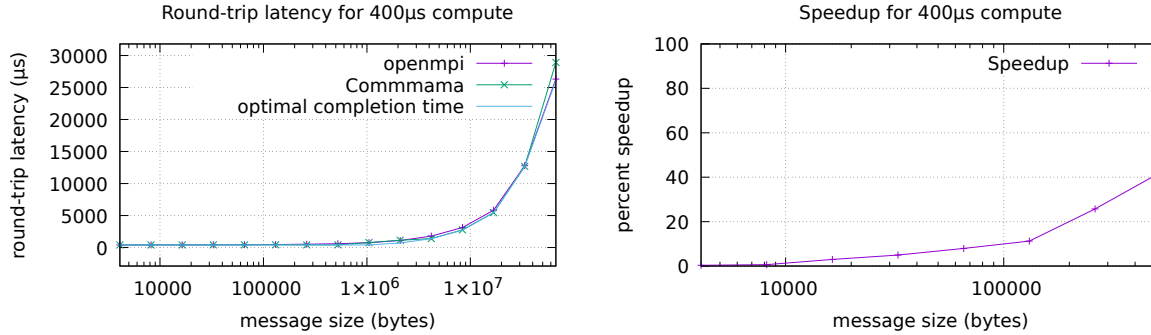 Round-trip latency for 400µs compute
round-trip latency (µs)
30000
25000
20000
15000
10000
5000
0
openmpi
Commmama
optimal completion time
10000
100000
1×10⁶
1×10⁷
message size (bytes)
Speedup for 400µs compute
percent speedup
100
80
60
40
20
0
Speedup
10000
100000
message size (bytes)